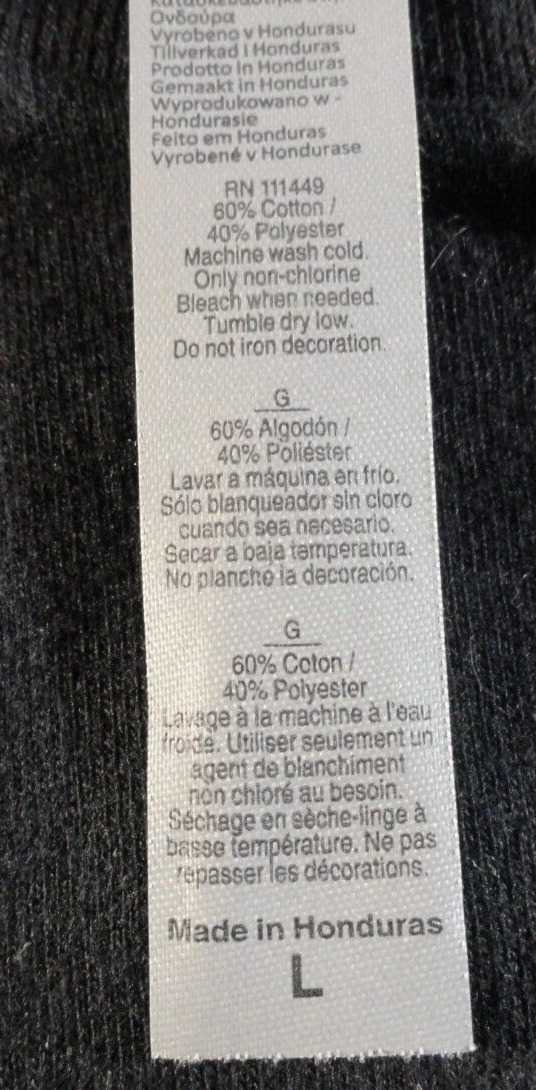 Ονδούρα
Vyrobeno v Hondurasu
Tillverkad i Honduras
Prodotto in Honduras
Gemaakt in Honduras
Wyprodukowano w -
Hondurasie
Feito em Honduras
Vyrobené v Hondurase
RN 111449
60% Cotton /
40% Polyester
Machine wash cold.
Only non-chlorine
Bleach when needed.
Tumble dry low.
Do not iron decoration.
G
60% Algodón /
40% Poliéster
Lavar a máquina en frío.
Sólo blanqueador sin cloro
cuando sea necesario.
Secar a baja temperatura.
No planche la decoración.
G
60% Coton /
40% Polyester
Lavage à la machine à l'eau
froide. Utiliser seulement un
agent de blanchiment
non chloré au besoin.
Séchage en sèche-linge à
basse température. Ne pas
repasser les décorations.
Made in Honduras
L